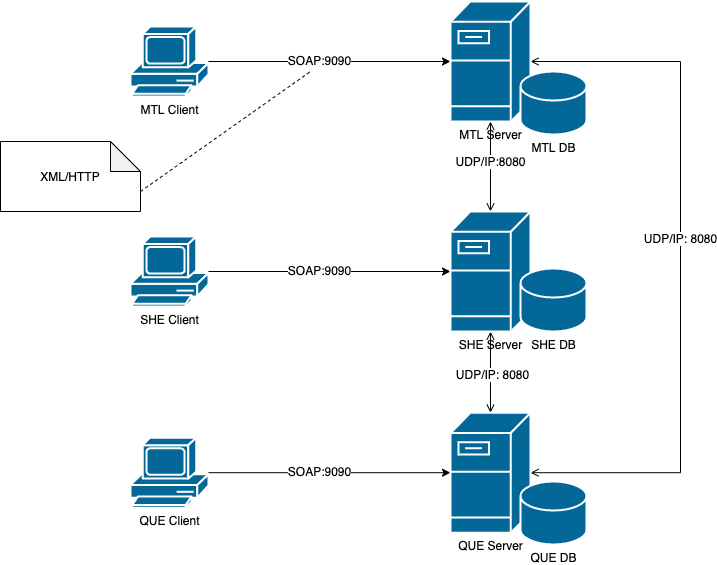 SOAP:9090
MTL Client
MTL Server
MTL DB
UDP/IP:8080
XML/HTTP
UDP/IP: 8080
SOAP:9090
SHE Client
SHE Server
SHE DB
UDP/IP: 8080
SOAP:9090
QUE Client
QUE Server
QUE DB